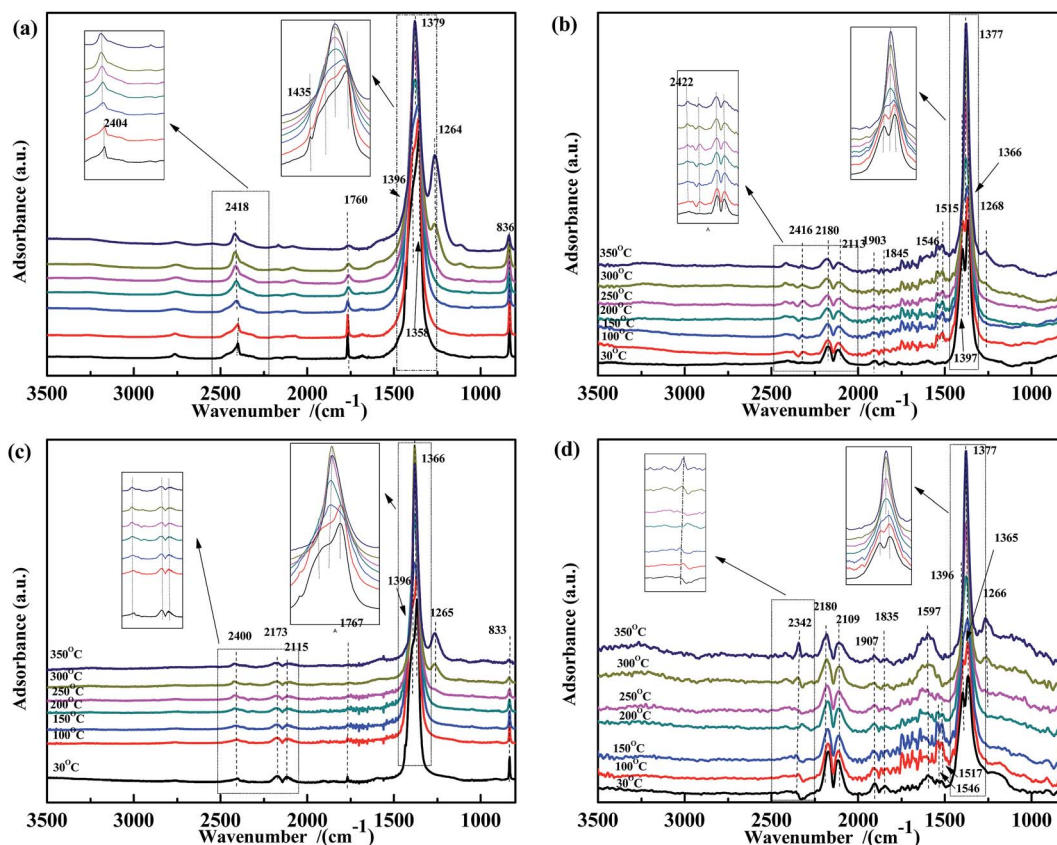 (a)
1379
1435
2404
1264
1396
2418
1760
836
1358
Adsorbance (a.u.)
3500 3000 2500 2000 1500 1000
Wavenumber /(cm-1)
(b)
1377
2422
1366
1268
1515
2416 2180
2113 1903
1845 1546
350°C
300°C
250°C
200°C
150°C
100°C
30°C
1397
Adsorbance (a.u.)
3500 3000 2500 2000 1500 1000
Wavenumber /(cm-1)
(c)
1366
1396
1767
A
1265
2400 2173
2115
833
350°C
300°C
250°C
200°C
150°C
100°C
30°C
Adsorbance (a.u.)
3500 3000 2500 2000 1500 1000
Wavenumber /(cm-1)
(d)
1377
1365
1396
1266
2342 2180
2109
1907 1835 1597
350°C
300°C
250°C
200°C
150°C
100°C
30°C
1517
1546
Adsorbance (a.u.)
3500 3000 2500 2000 1500 1000
Wavenumber /(cm-1)